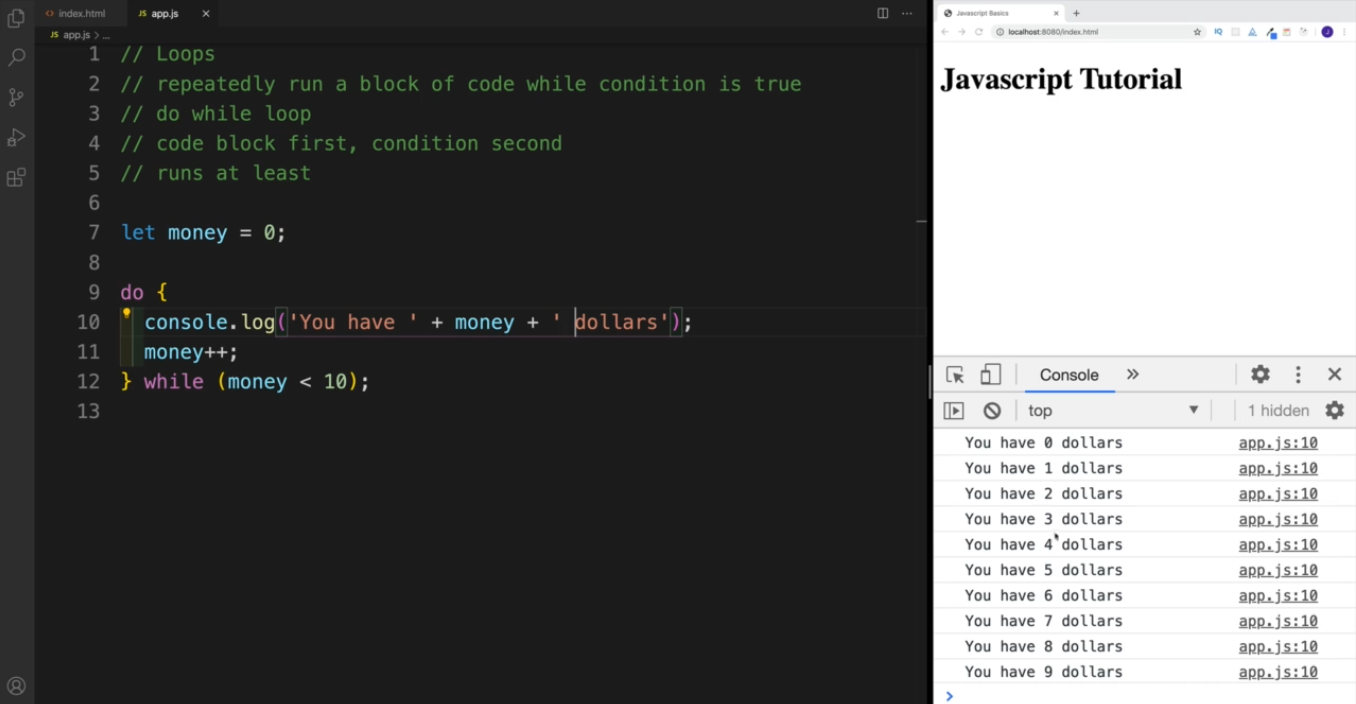 index.html
JS app.js
JS app.js > ...
1 // Loops
2 // repeatedly run a block of code while condition is true
3 // do while loop
4 // code block first, condition second
5 // runs at least
6
7 let money = 0;
8
9 do {
10 console.log('You have ' + money + ' dollars');
11 money++;
12 } while (money < 10);
13
Javascript Basics
localhost:8080/index.html
IQ
J
Javascript Tutorial
Console
top
1 hidden
You have 0 dollars app.js:10
You have 1 dollars app.js:10
You have 2 dollars app.js:10
You have 3 dollars app.js:10
You have 4 dollars app.js:10
You have 5 dollars app.js:10
You have 6 dollars app.js:10
You have 7 dollars app.js:10
You have 8 dollars app.js:10
You have 9 dollars app.js:10